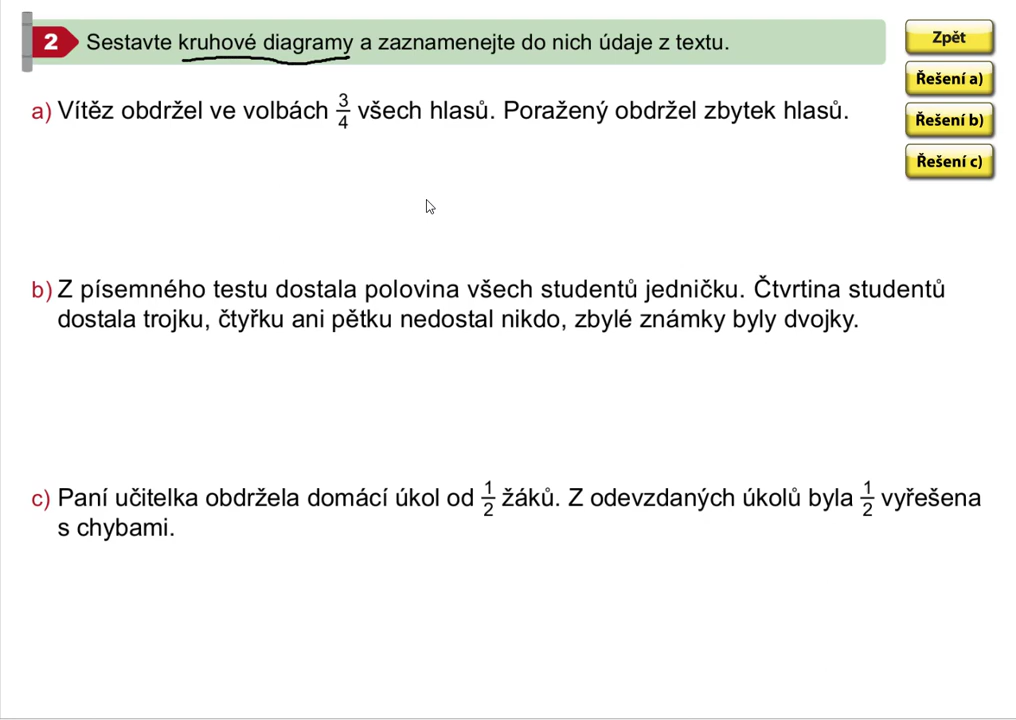 2 Sestavte kruhové diagramy a zaznamenejte do nich údaje z textu.
Zpět
Řešení a)
Řešení b)
Řešení c)
a) Vítěz obdržel ve volbách 3/4 všech hlasů. Poražený obdržel zbytek hlasů.
b) Z písemného testu dostala polovina všech studentů jedničku. Čtvrtina studentů
dostala trojku, čtyřku ani pětku nedostal nikdo, zbylé známky byly dvojky.
c) Paní učitelka obdržela domácí úkol od 1/2 žáků. Z odevzdaných úkolů byla 1/2 vyřešena
s chybami.